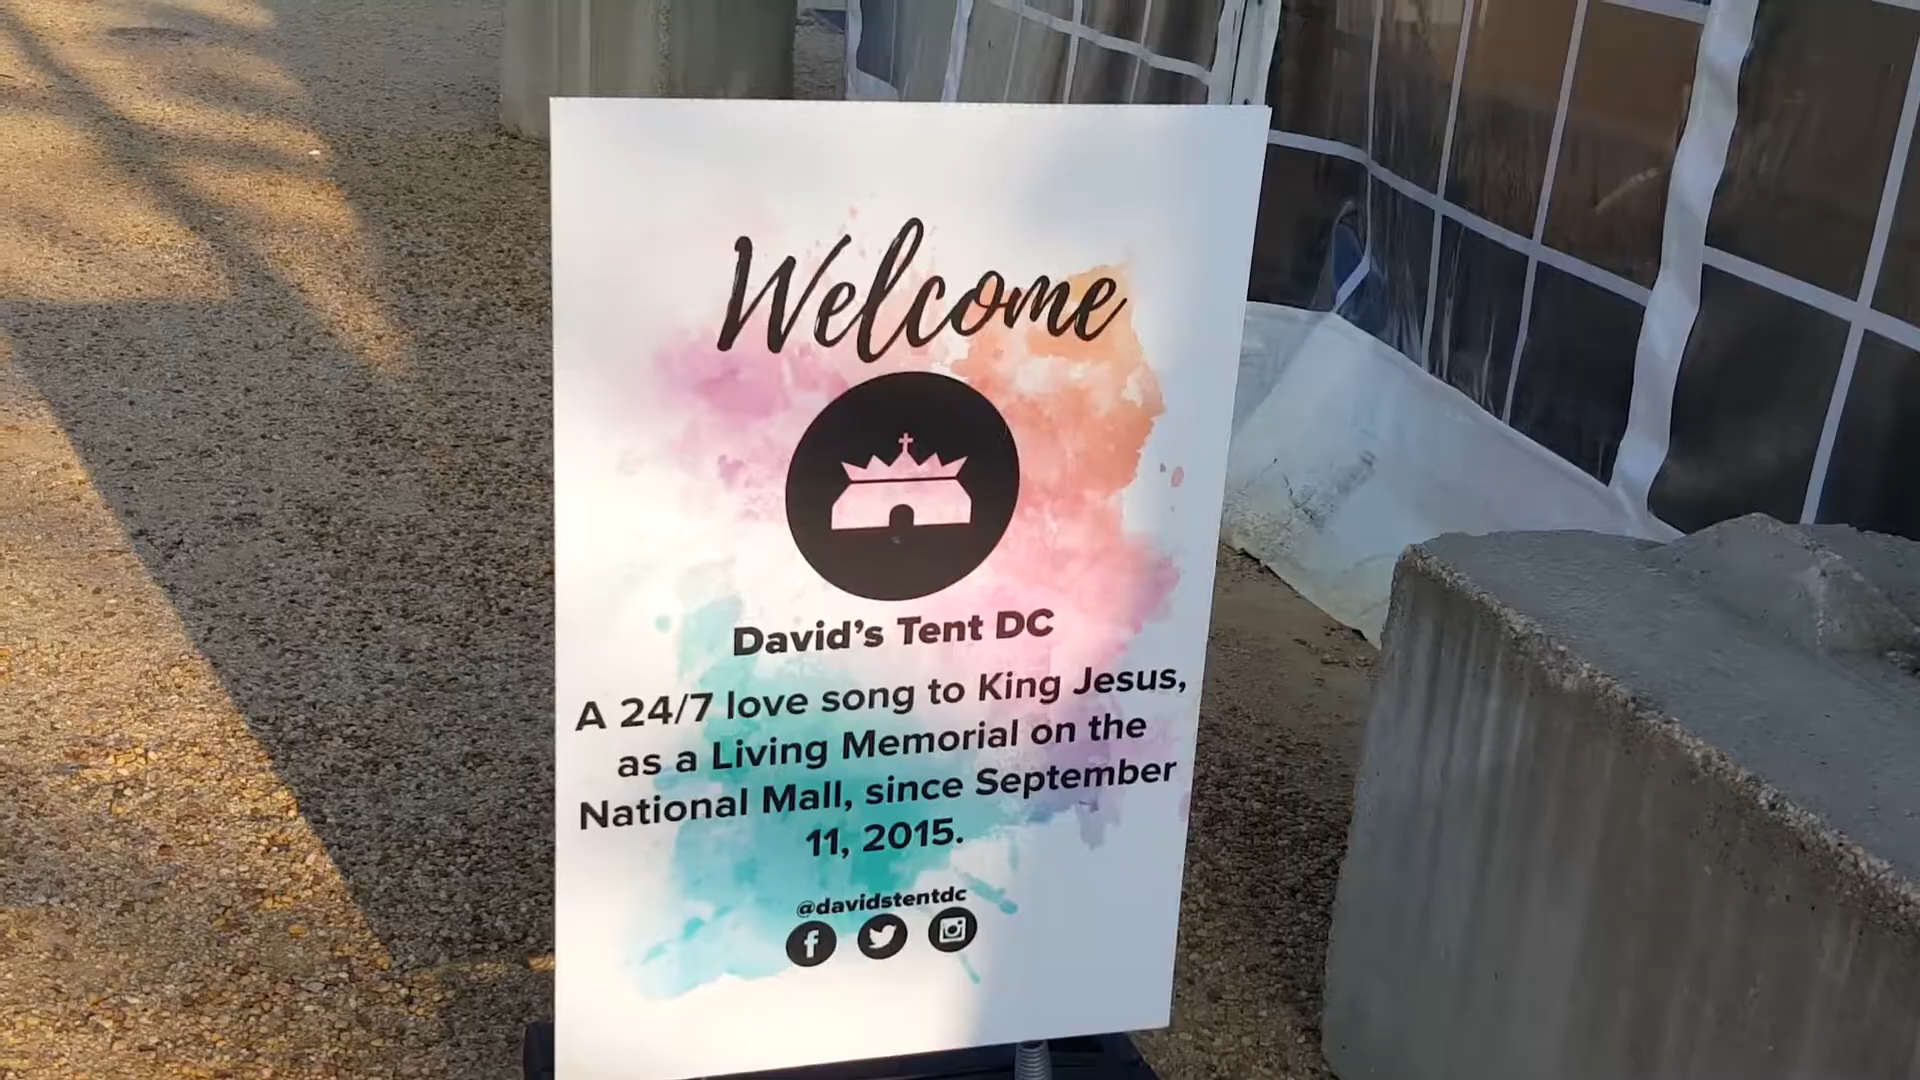 Welcome
David's Tent DC
A 24/7 love song to King Jesus,
as a Living Memorial on the
National Mall, since September
11, 2015.
@davidstentdc